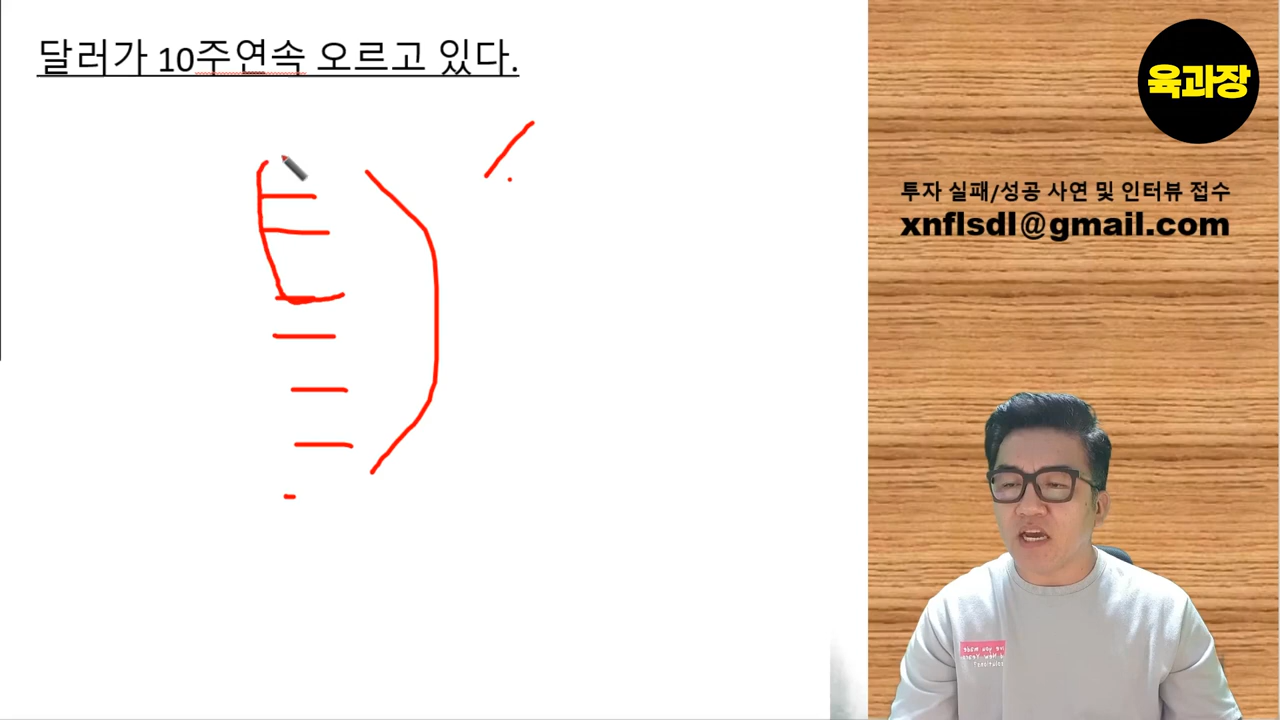 달러가 10주연속 오르고 있다.
육과장
투자 실패/성공 사연 및 인터뷰 접수
xnflsdl@gmail.com